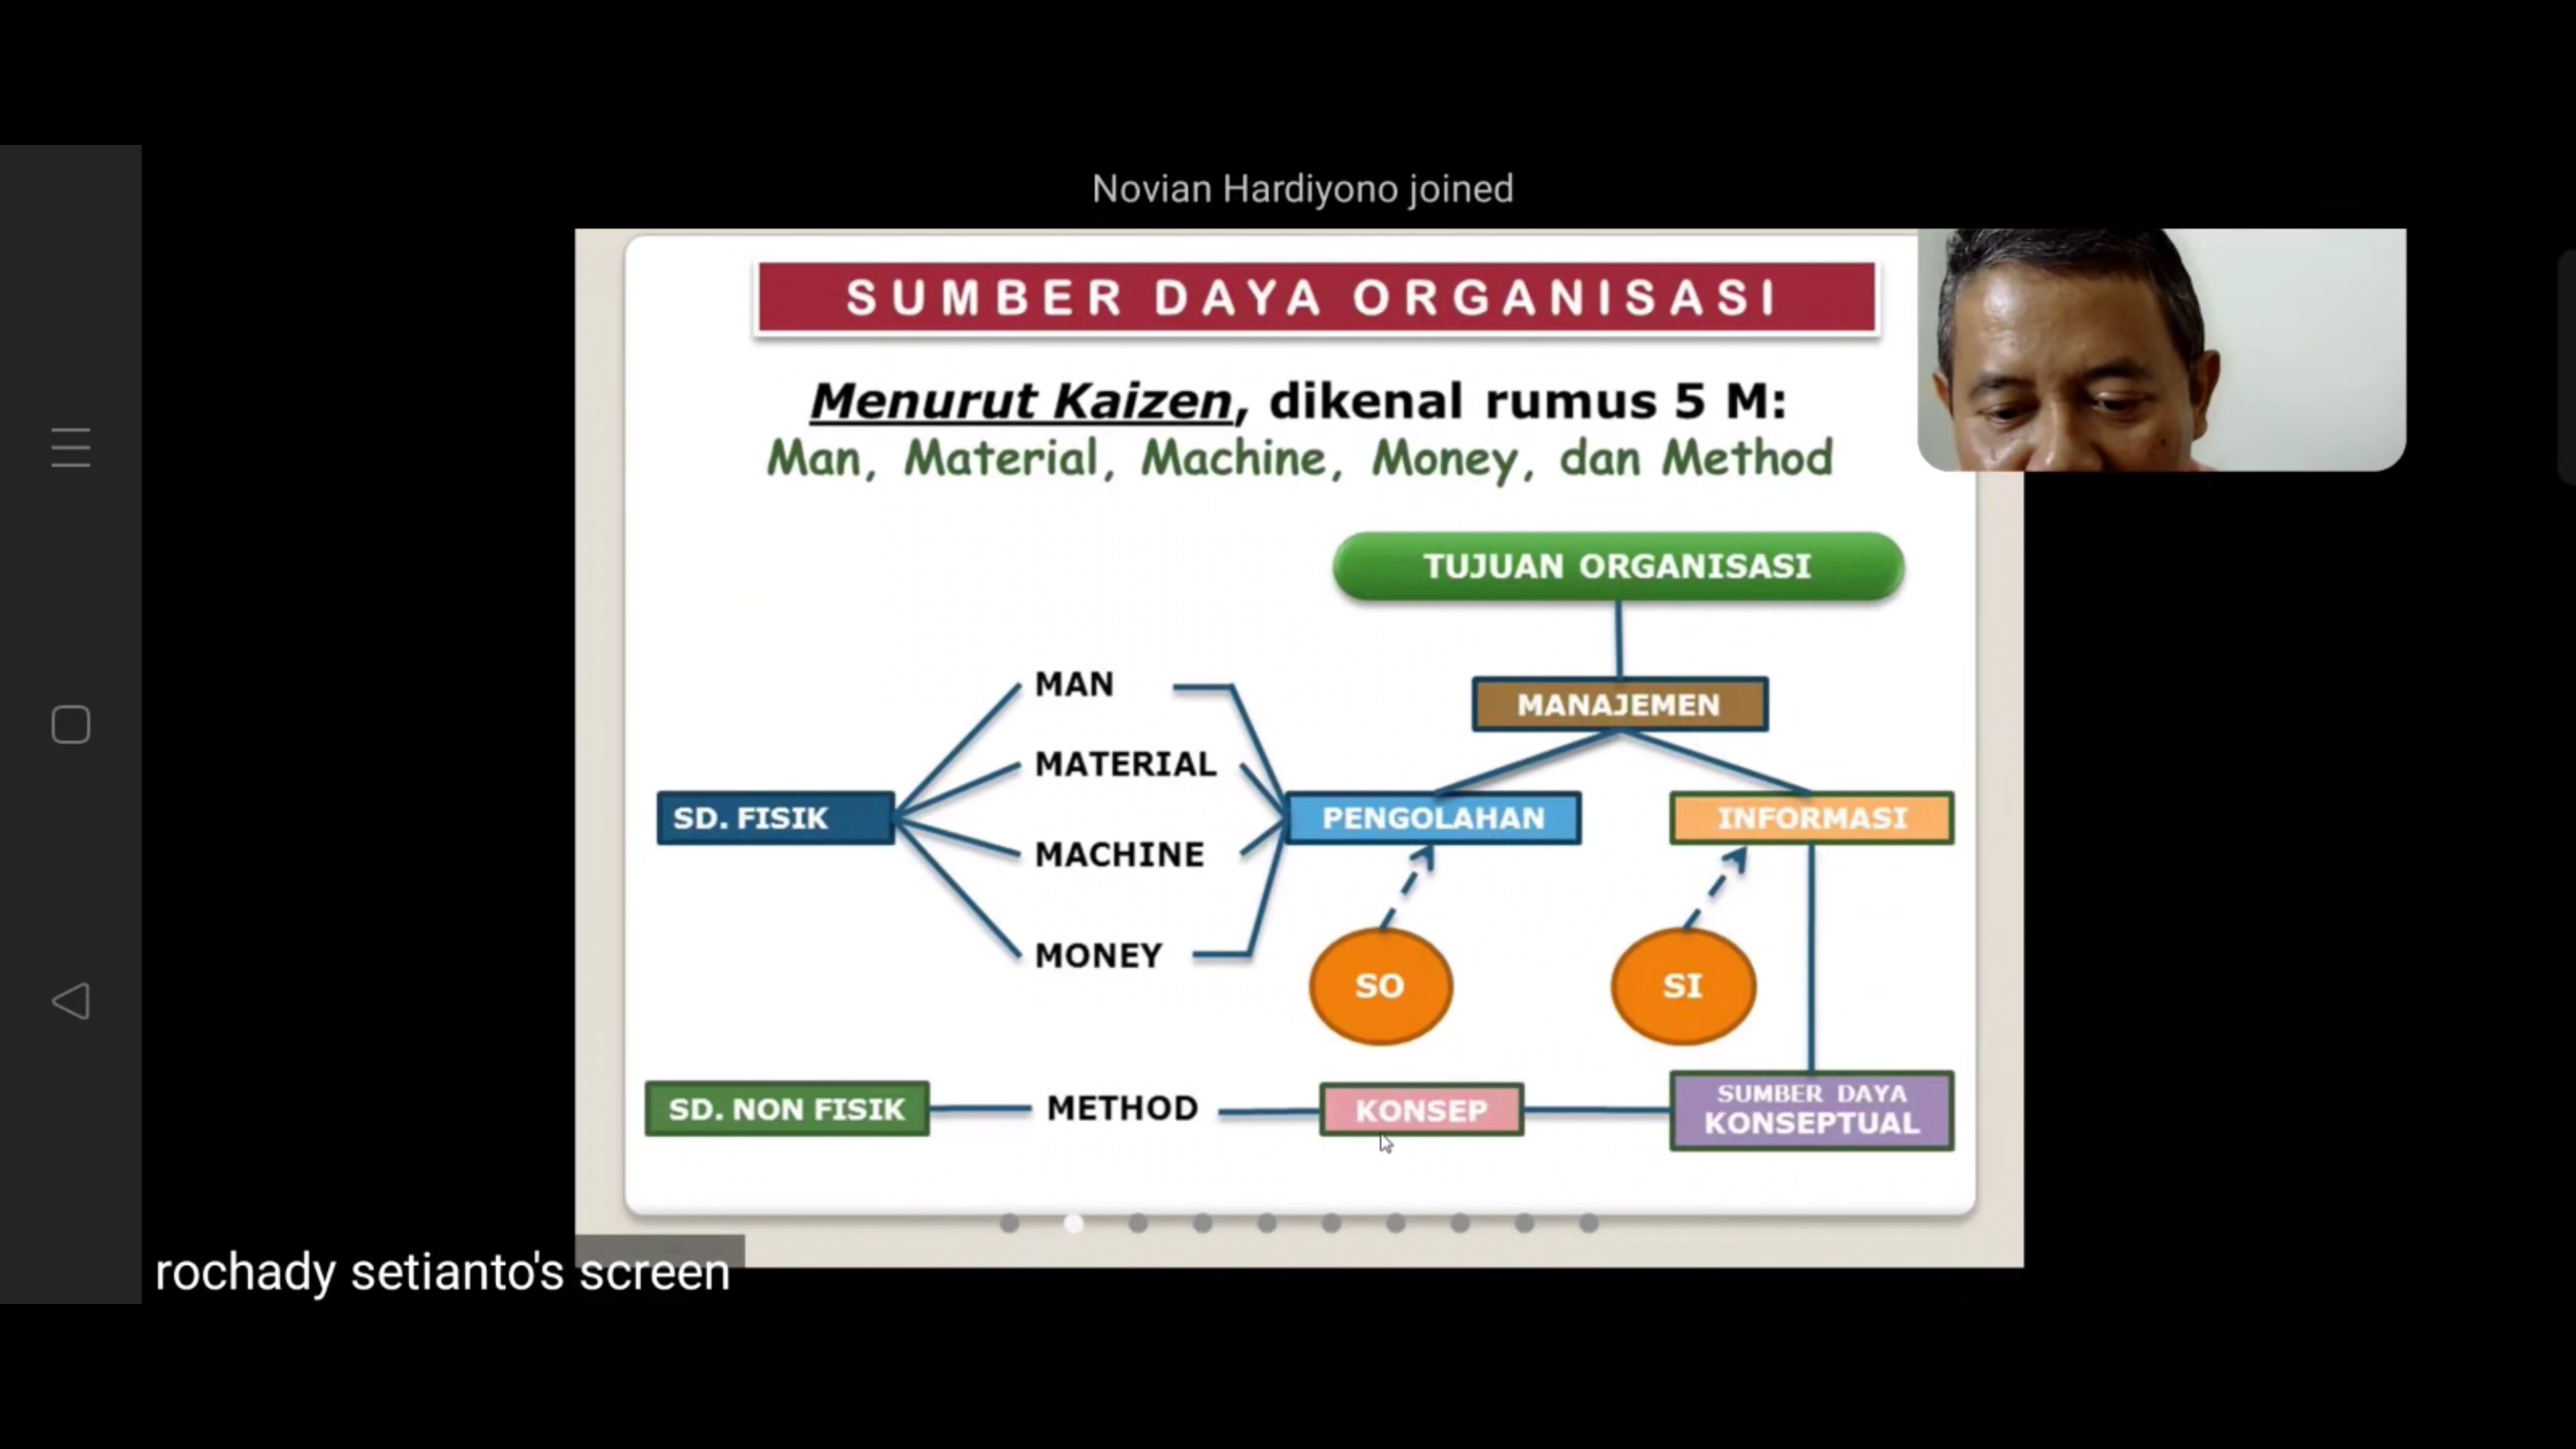 Novian Hardiyono joined
SUMBER DAYA ORGANISASI
Menurut Kaizen, dikenal rumus 5 M:
Man, Material, Machine, Money, dan Method
TUJUAN ORGANISASI
MAN
MANAJEMEN
MATERIAL
SD. FISIK
PENGOLAHAN
INFORMASI
MACHINE
MONEY
SO
SI
SD. NON FISIK
METHOD
KONSEP
SUMBER DAYA
KONSEPTUAL
rochady setianto's screen